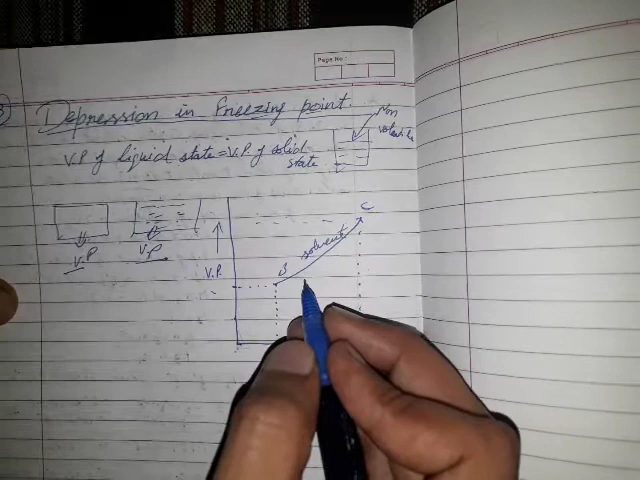 Page No :
Depression in Freezing point.
Non
volatile
V.P of liquid state = V.P. of solid
state
C
solvent
V.P
V.P
V.P.
B